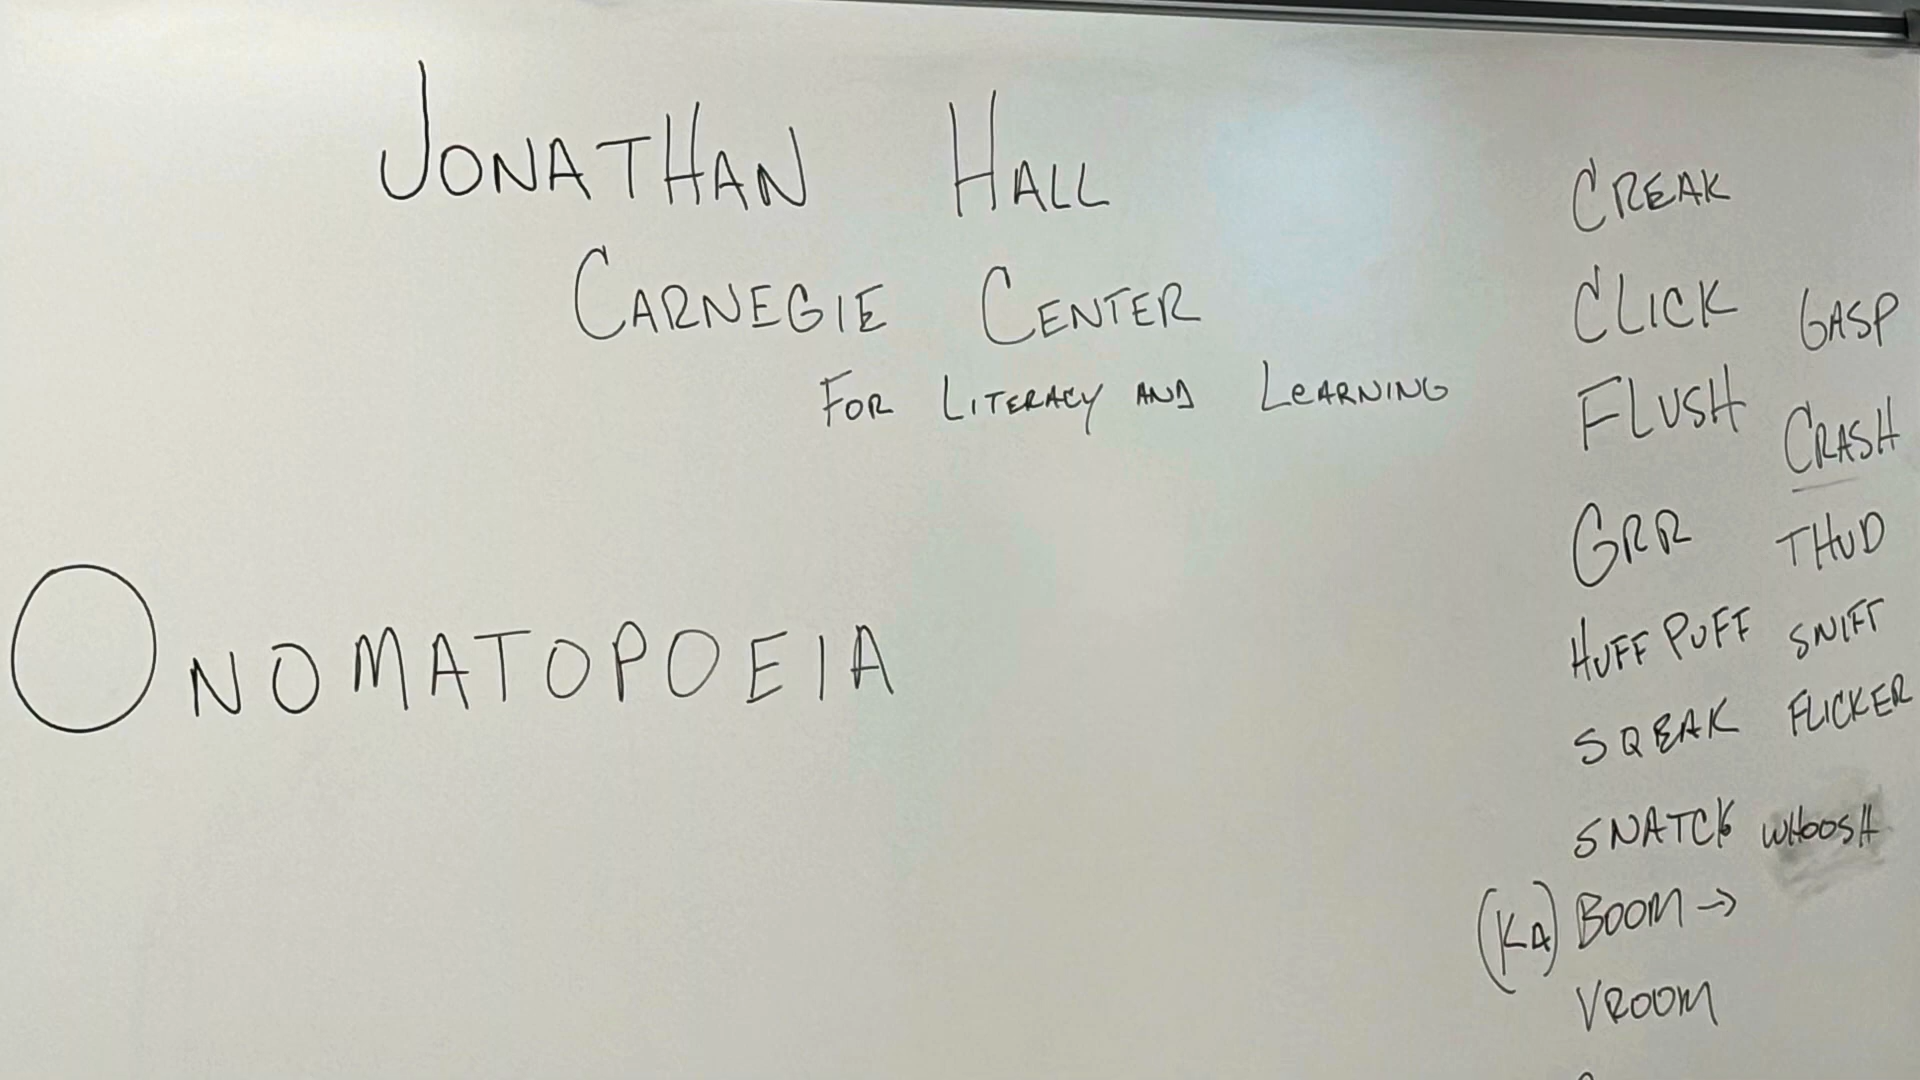 JONATHAN HALL
CARNEGIE CENTER
FOR LITERACY AND LEARNING
ONOMATOPOEIA
CREAK
CLICK GASP
FLUSH CRASH
GRR THUD
HUFF PUFF SNIFF
SQEAK FLICKER
SNATCH WHOOSH
(KA) BOOM →
VROOM